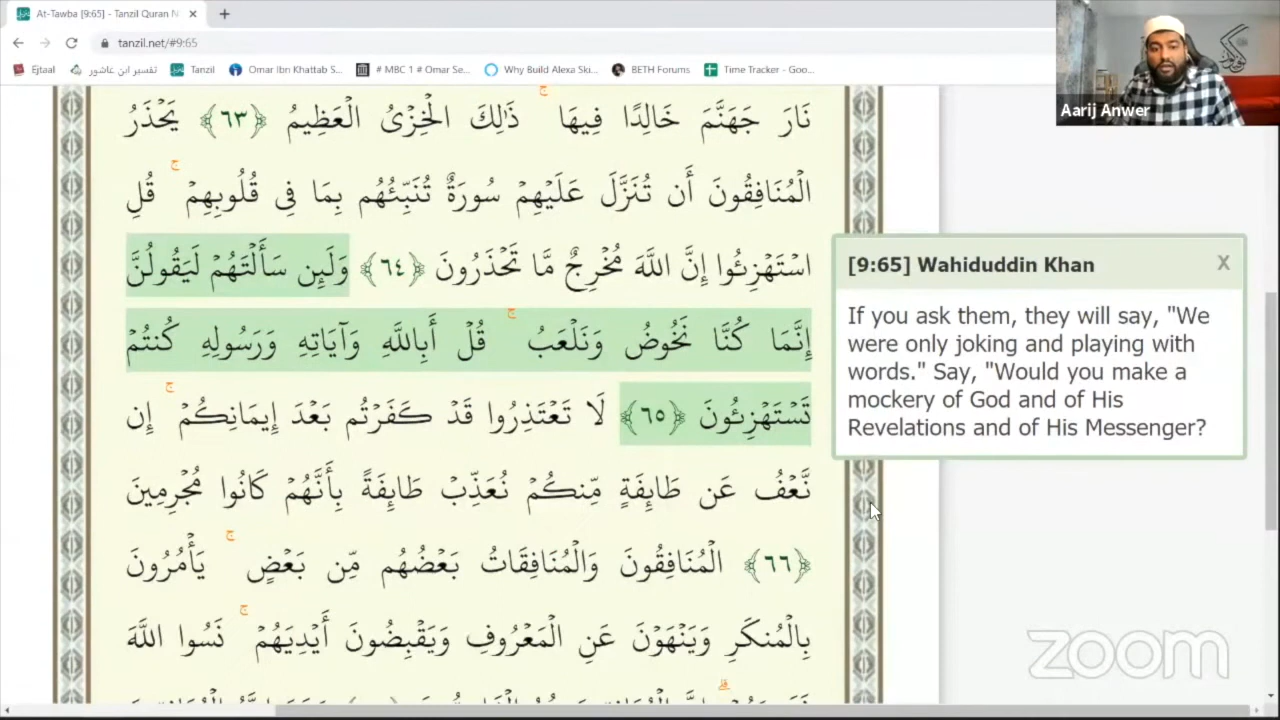 At-Tawba [9:65] - Tanzil Quran N
tanzil.net/#9:65
Ejtaal
تفسير ابن عاشور
Tanzil
Omar Ibn Khattab S...
# MBC 1 # Omar Se...
Why Build Alexa Ski...
BETH Forums
Time Tracker - Goo...
Aarij Anwer
نَارَ جَهَنَّمَ خَالِدًا فِيهَا ۚ ذَٰلِكَ الْخِزْيُ الْعَظِيمُ ﴿٦٣﴾ يَحْذَرُ
الْمُنَافِقُونَ أَن تُنَزَّلَ عَلَيْهِمْ سُورَةٌ تُنَبِّئُهُم بِمَا فِي قُلُوبِهِمْ ۚ قُلِ
اسْتَهْزِئُوا إِنَّ اللَّهَ مُخْرِجٌ مَّا تَحْذَرُونَ ﴿٦٤﴾ وَلَئِن سَأَلْتَهُمْ لَيَقُولُنَّ
إِنَّمَا كُنَّا نَخُوضُ وَنَلْعَبُ ۚ قُلْ أَبِاللَّهِ وَآيَاتِهِ وَرَسُولِهِ كُنتُمْ
تَسْتَهْزِئُونَ ﴿٦٥﴾ لَا تَعْتَذِرُوا قَدْ كَفَرْتُم بَعْدَ إِيمَانِكُمْ ۚ إِن
نَّعْفُ عَن طَائِفَةٍ مِّنكُمْ نُعَذِّبْ طَائِفَةً بِأَنَّهُمْ كَانُوا مُجْرِمِينَ
﴿٦٦﴾ الْمُنَافِقُونَ وَالْمُنَافِقَاتُ بَعْضُهُم مِّن بَعْضٍ ۚ يَأْمُرُونَ
بِالْمُنكَرِ وَيَنْهَوْنَ عَنِ الْمَعْرُوفِ وَيَقْبِضُونَ أَيْدِيَهُمْ ۚ نَسُوا اللَّهَ
[9:65] Wahiduddin Khan
X
If you ask them, they will say, "We
were only joking and playing with
words." Say, "Would you make a
mockery of God and of His
Revelations and of His Messenger?
zoom